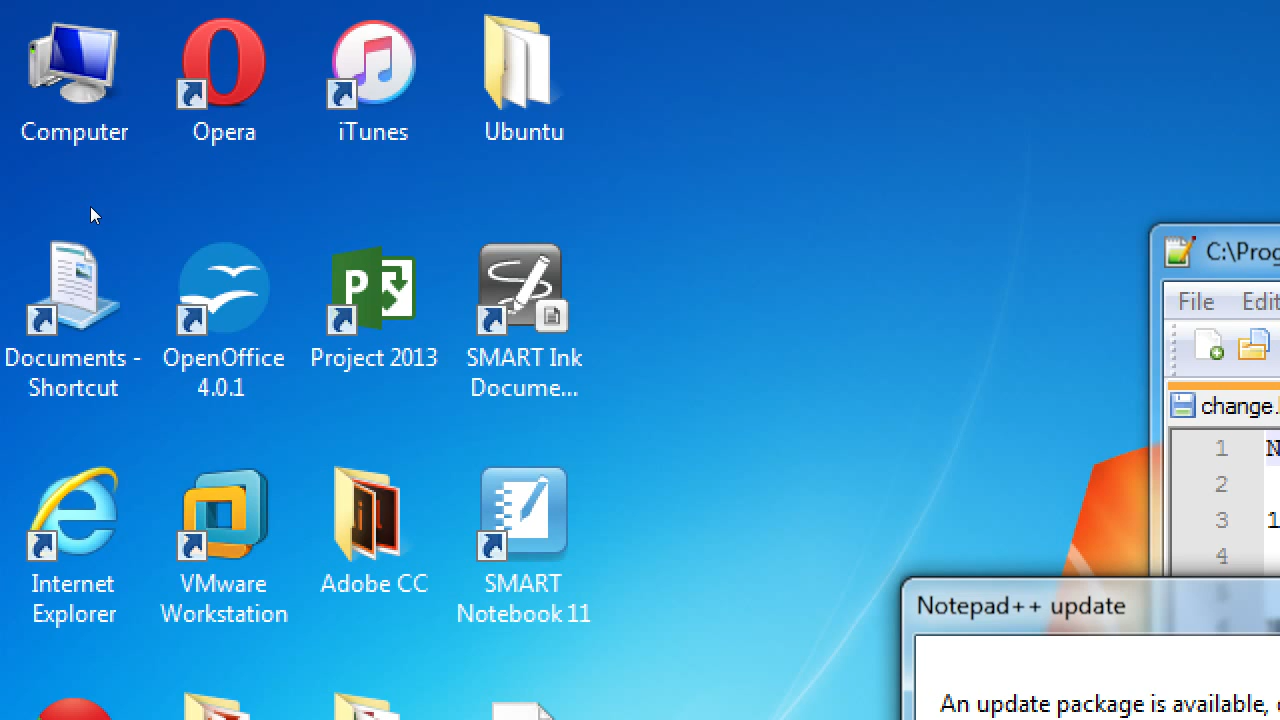 Computer
Opera
iTunes
Ubuntu
Documents -
Shortcut
OpenOffice
4.0.1
Project 2013
SMART Ink
Docume...
Internet
Explorer
VMware
Workstation
Adobe CC
SMART
Notebook 11
C:\Prog
File Edit
change.
1 N
2
3 1
4
Notepad++ update
An update package is available,